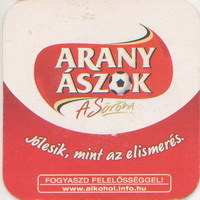 ARANY
ÁSZOK
A Söröm
Jólesik, mint az elismerés.
FOGYASZD FELELŐSSÉGGEL!
www.alkohol.info.hu